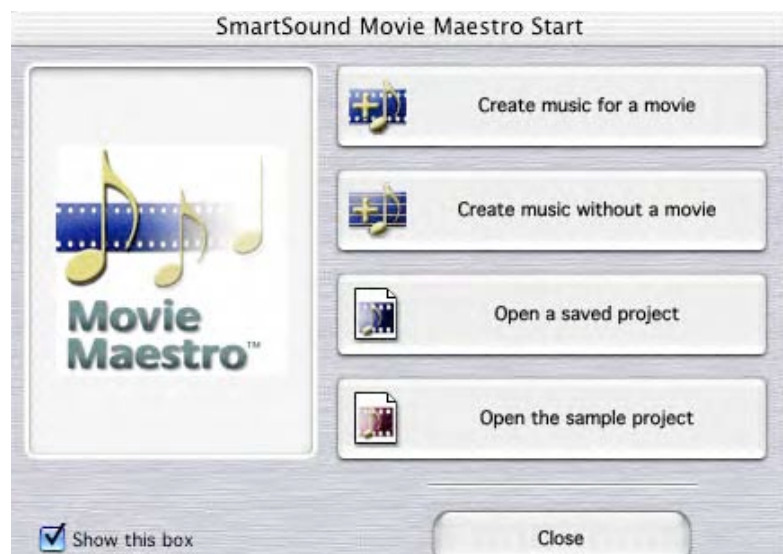 SmartSound Movie Maestro Start
Movie
Maestro™
Create music for a movie
Create music without a movie
Open a saved project
Open the sample project
Show this box
Close